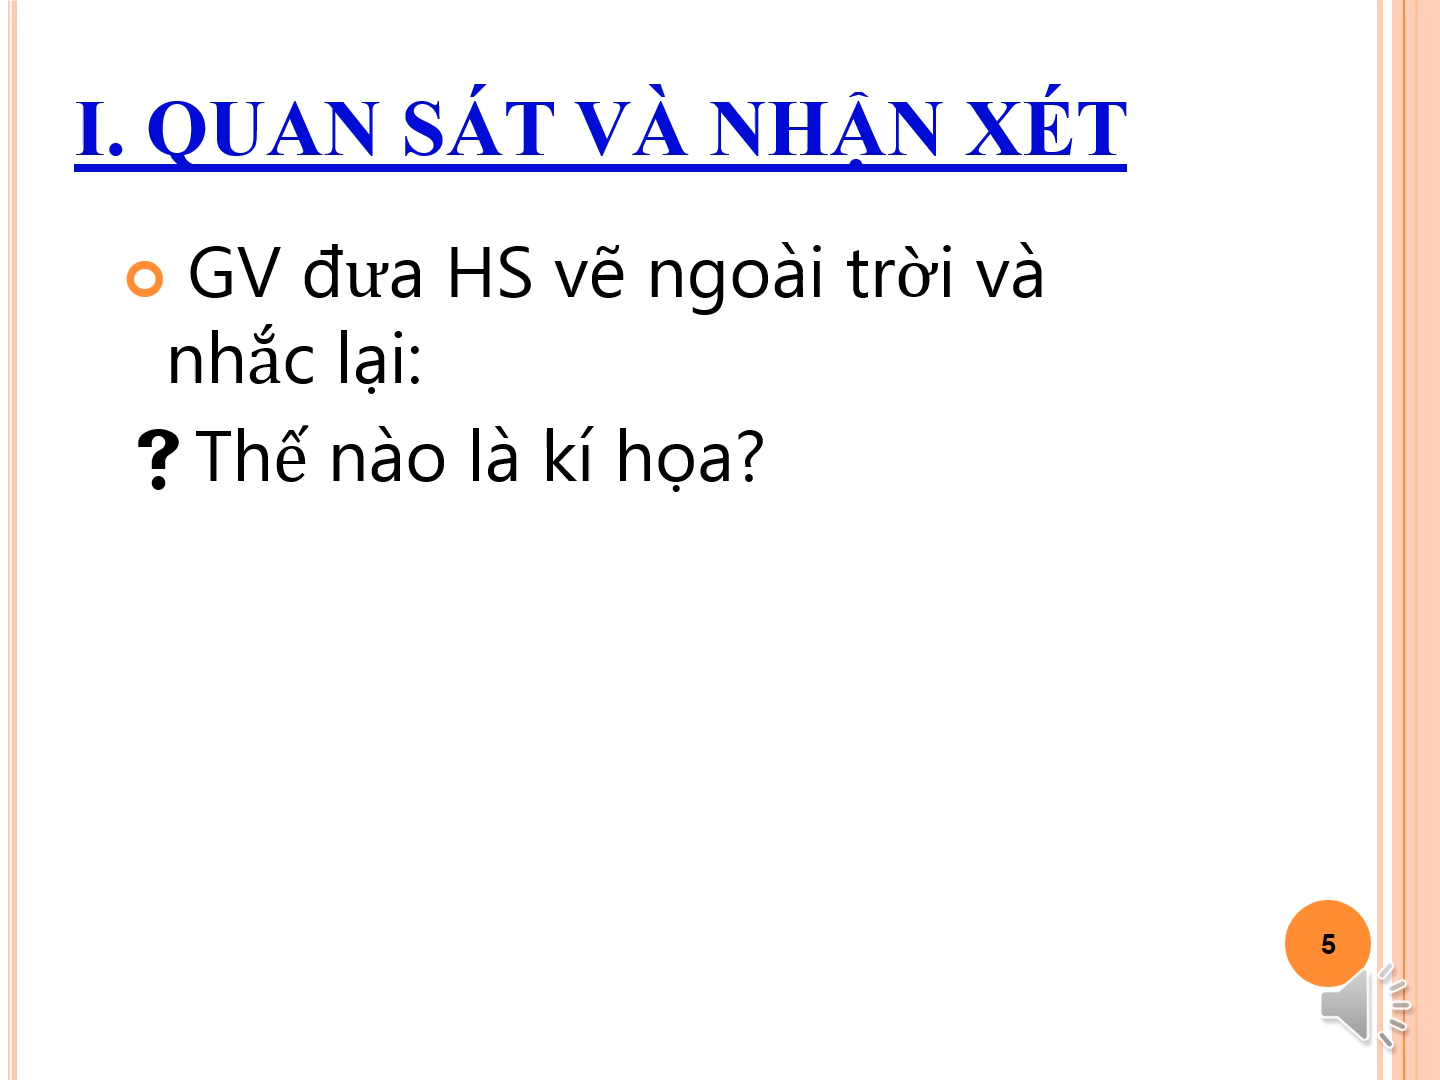 I. QUAN SÁT VÀ NHẬN XÉT
GV đưa HS vẽ ngoài trời và
nhắc lại:
? Thế nào là kí họa?
5